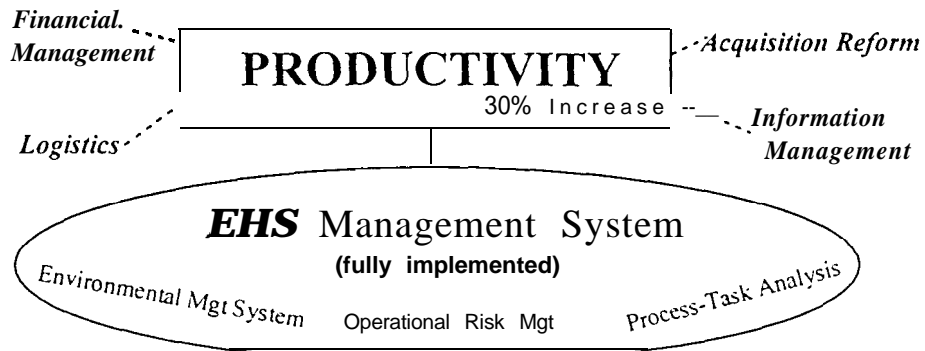 Financial.
Management
Acquisition Reform
PRODUCTIVITY
30% Increase
Logistics
Information
Management
EHS Management System
(fully implemented)
Environmental Mgt System
Operational Risk Mgt
Process-Task Analysis